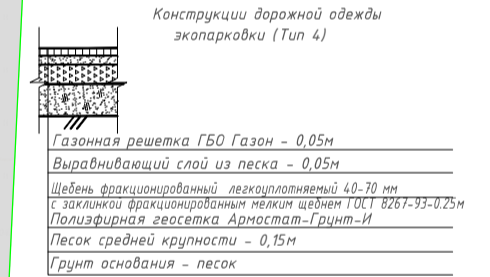 Конструкции дорожной одежды
экопарковки (Тип 4)
Газонная решетка ГБО Газон - 0,05м
Выравнивающий слой из песка - 0,05м
Щебень фракционированный легкоуплотняемый 40-70 мм
с заклинкой фракционированным мелким щебнем ГОСТ 8267-93-0.25м
Полиэфирная геосетка Армостат-Грунт-И
Песок средней крупности - 0,15м
Грунт основания - песок